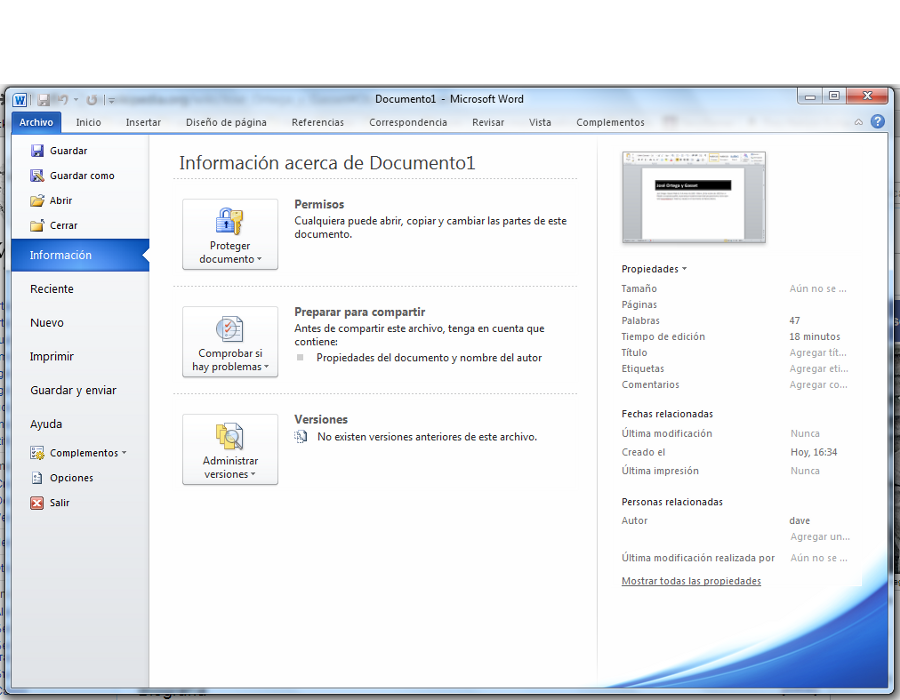 Documento1 - Microsoft Word
Archivo Inicio Insertar Diseño de página Referencias Correspondencia Revisar Vista Complementos
Guardar
Guardar como
Abrir
Cerrar
Información
Reciente
Nuevo
Imprimir
Guardar y enviar
Ayuda
Complementos
Opciones
Salir
Información acerca de Documento1
Proteger
documento
Permisos
Cualquiera puede abrir, copiar y cambiar las partes de este
documento.
Comprobar si
hay problemas
Preparar para compartir
Antes de compartir este archivo, tenga en cuenta que
contiene:
Propiedades del documento y nombre del autor
Administrar
versiones
Versiones
No existen versiones anteriores de este archivo.
José Ortega y Gasset
Propiedades
Tamaño Aún no se ...
Páginas
Palabras 47
Tiempo de edición 18 minutos
Título Agregar tít...
Etiquetas Agregar eti...
Comentarios Agregar co...
Fechas relacionadas
Última modificación Nunca
Creado el Hoy, 16:34
Última impresión Nunca
Personas relacionadas
Autor dave
Agregar un...
Última modificación realizada por Aún no se ...
Mostrar todas las propiedades